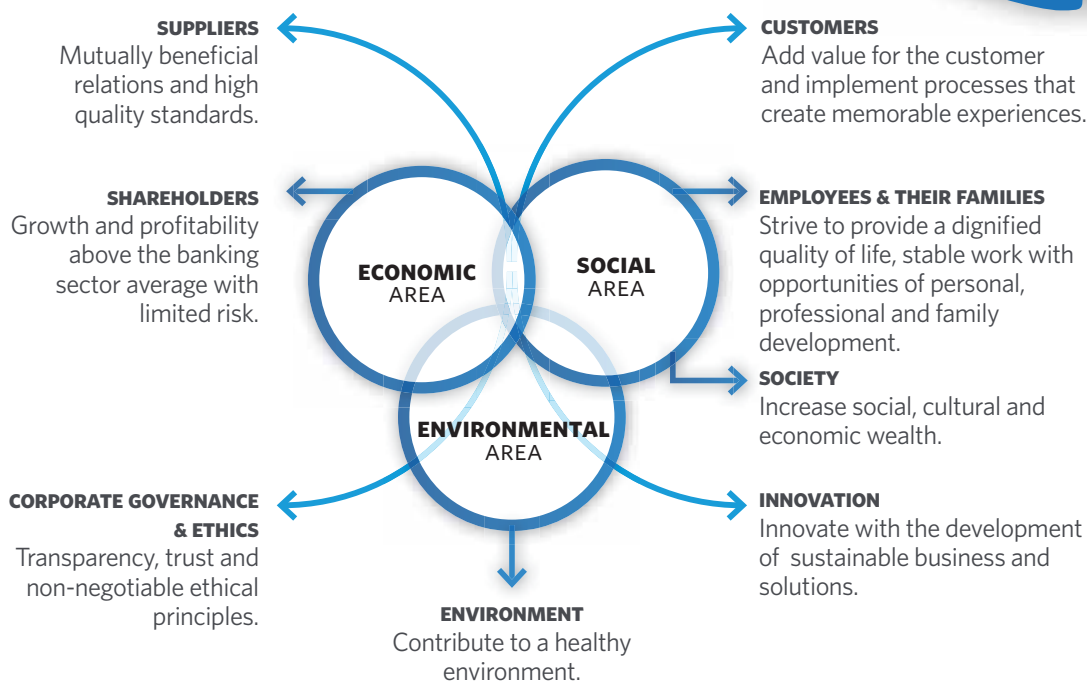 SUPPLIERS
Mutually beneficial
relations and high
quality standards.
CUSTOMERS
Add value for the customer
and implement processes that
create memorable experiences.
SHAREHOLDERS
Growth and profitability
above the banking
sector average with
limited risk.
ECONOMIC
AREA
SOCIAL
AREA
EMPLOYEES & THEIR FAMILIES
Strive to provide a dignified
quality of life, stable work with
opportunities of personal,
professional and family
development.
SOCIETY
Increase social, cultural and
economic wealth.
ENVIRONMENTAL
AREA
CORPORATE GOVERNANCE
& ETHICS
Transparency, trust and
non-negotiable ethical
principles.
INNOVATION
Innovate with the development
of sustainable business and
solutions.
ENVIRONMENT
Contribute to a healthy
environment.